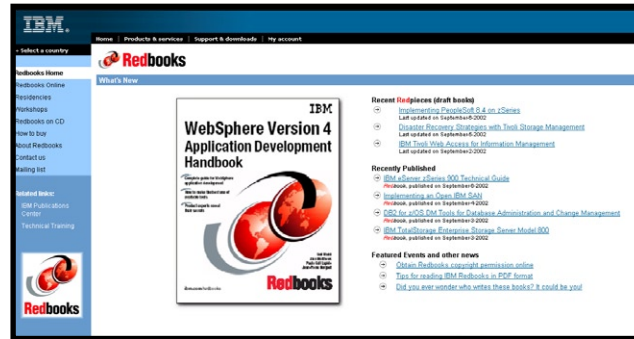 IBM.
Home | Products & services | Support & downloads | My account
Select a country
Redbooks
Redbooks Home
What's New
Redbooks Online
Residencies
Workshops
Redbooks on CD
How to buy
About Redbooks
Contact us
Mailing list
Related links:
IBM Publications
Center
Technical Training
Redbooks
IBM
WebSphere Version 4
Application Development
Handbook
Complete guide for WebSphere
application development
Redbooks
Recent Redpieces (draft books)
Implementing PeopleSoft 8.4 on zSeries
Last updated on September-6-2002
Disaster Recovery Strategies with Tivoli Storage Management
Last updated on September-5-2002
IBM Tivoli Web Access for Information Management
Last updated on September-2-2002
Recently Published
IBM eServer zSeries 900 Technical Guide
Redbook, published on September-6-2002
Implementing an Open IBM SAN
Redbook, published on September-4-2002
DB2 for z/OS DM Tools for Database Administration and Change Management
Redbook, published on September-3-2002
IBM TotalStorage Enterprise Storage Server Model 800
Redbook, published on September-3-2002
Featured Events and other news
Obtain Redbooks copyright permission online
Tips for reading IBM Redbooks in PDF format
Did you ever wonder who writes these books? It could be you!